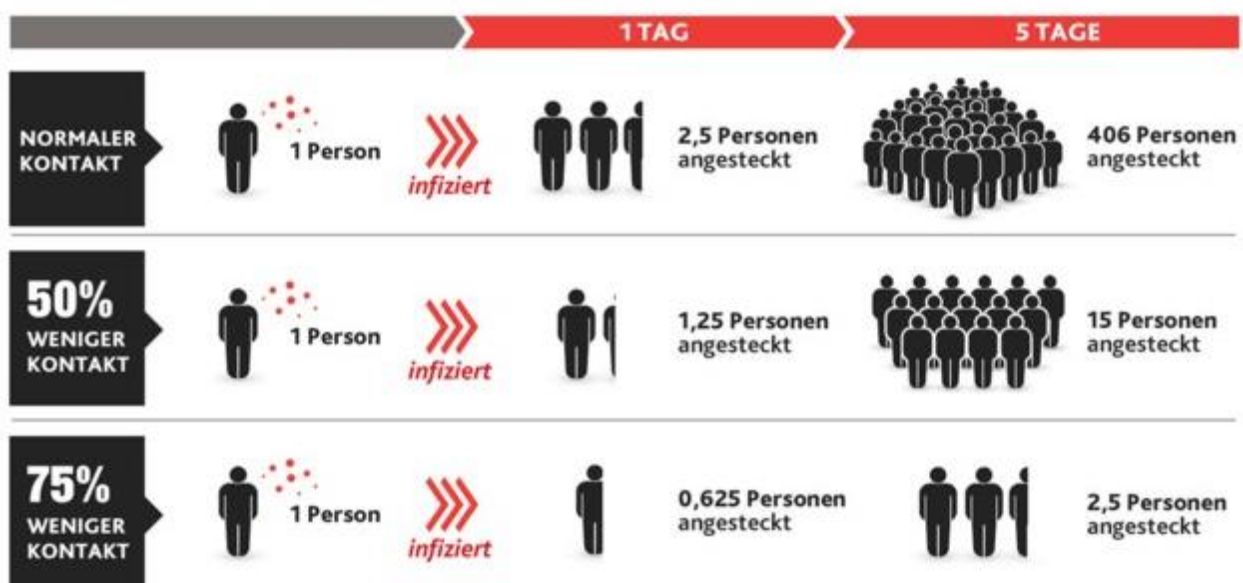 1 TAG
5 TAGE
NORMALER
KONTAKT
1 Person
infiziert
2,5 Personen
angesteckt
406 Personen
angesteckt
50%
WENIGER
KONTAKT
1 Person
infiziert
1,25 Personen
angesteckt
15 Personen
angesteckt
75%
WENIGER
KONTAKT
1 Person
infiziert
0,625 Personen
angesteckt
2,5 Personen
angesteckt